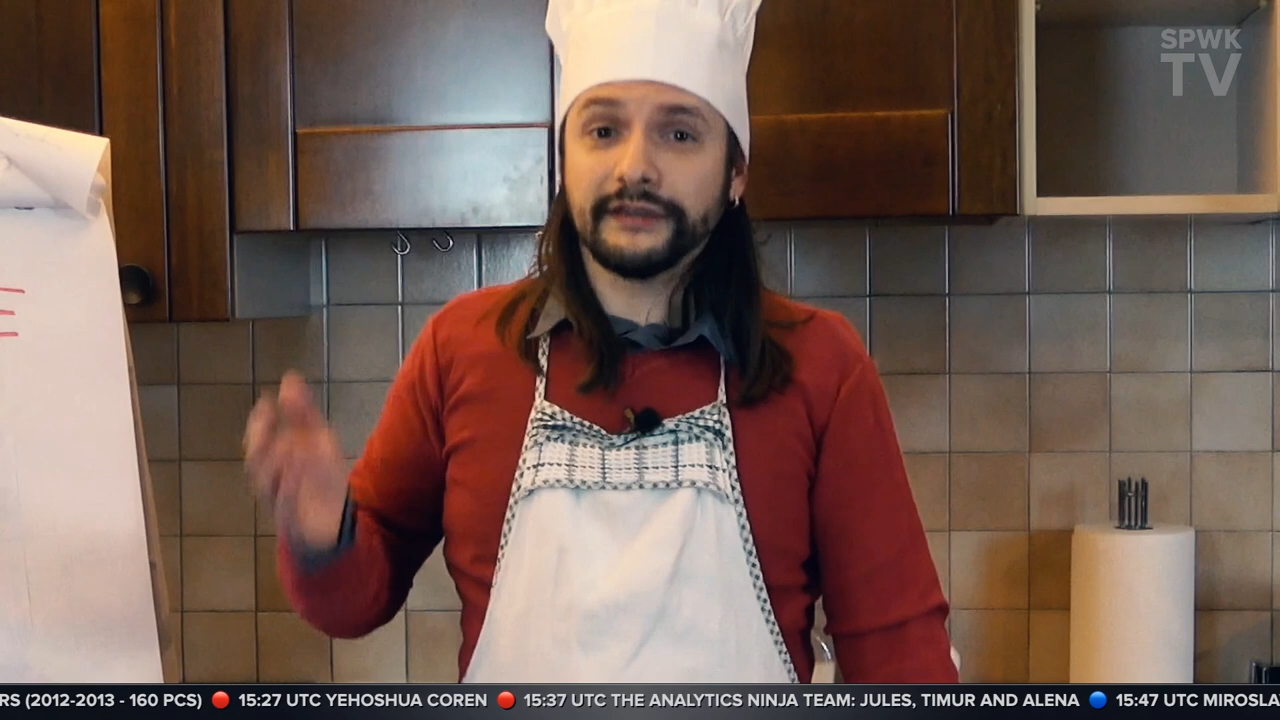 SPWK
TV
RS (2012-2013 - 160 PCS) 🔴 15:27 UTC YEHOSHUA COREN 🔴 15:37 UTC THE ANALYTICS NINJA TEAM: JULES, TIMUR AND ALENA 🔵 15:47 UTC MIROSLA